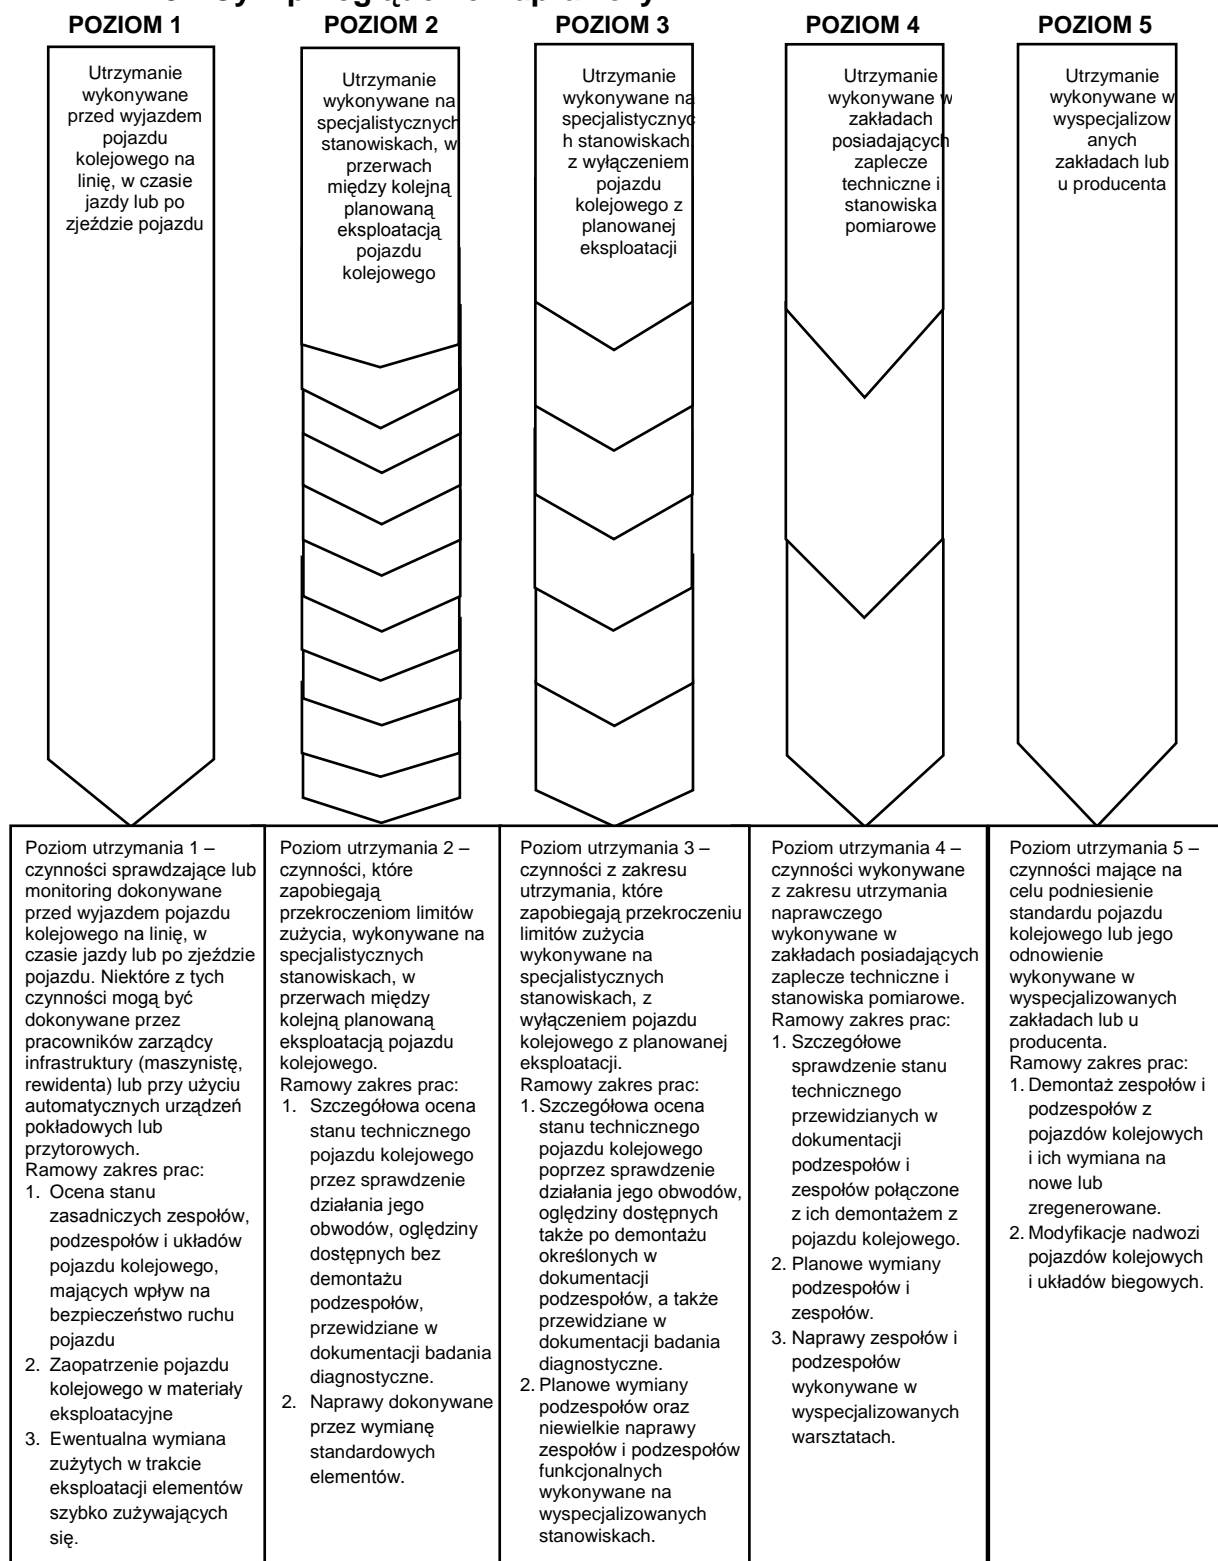 POZIOM 1
POZIOM 2
POZIOM 3
POZIOM 4
POZIOM 5
Utrzymanie
wykonywane
przed wyjazdem
pojazdu
kolejowego na
linię, w czasie
jazdy lub po
zjeździe pojazdu
Utrzymanie
wykonywane na
specjalistycznych
stanowiskach, w
przerwach
między kolejną
planowaną
eksploatacją
pojazdu
kolejowego
Utrzymanie
wykonywane na
specjalistycznyc
h stanowiskach
z wyłączeniem
pojazdu
kolejowego z
planowanej
eksploatacji
Utrzymanie
wykonywane w
zakładach
posiadających
zaplecze
techniczne i
stanowiska
pomiarowe
Utrzymanie
wykonywane w
wyspecjalizow
anych
zakładach lub
u producenta
Poziom utrzymania 1 –
czynności sprawdzające lub
monitoring dokonywane
przed wyjazdem pojazdu
kolejowego na linię, w
czasie jazdy lub po zjeździe
pojazdu. Niektóre z tych
czynności mogą być
dokonywane przez
pracowników zarządcy
infrastruktury (maszynistę,
rewidenta) lub przy użyciu
automatycznych urządzeń
pokładowych lub
przytorowych.
Ramowy zakres prac:
1. Ocena stanu
zasadniczych zespołów,
podzespołów i układów
pojazdu kolejowego,
mających wpływ na
bezpieczeństwo ruchu
pojazdu
2. Zaopatrzenie pojazdu
kolejowego w materiały
eksploatacyjne
3. Ewentualna wymiana
zużytych w trakcie
eksploatacji elementów
szybko zużywających
się.
Poziom utrzymania 2 –
czynności, które
zapobiegają
przekroczeniom limitów
zużycia, wykonywane na
specjalistycznych
stanowiskach, w
przerwach między
kolejną planowaną
eksploatacją pojazdu
kolejowego.
Ramowy zakres prac:
1. Szczegółowa ocena
stanu technicznego
pojazdu kolejowego
przez sprawdzenie
działania jego
obwodów, oględziny
dostępnych bez
demontażu
podzespołów,
przewidziane w
dokumentacji badania
diagnostyczne.
2. Naprawy dokonywane
przez wymianę
standardowych
elementów.
Poziom utrzymania 3 –
czynności z zakresu
utrzymania, które
zapobiegają przekroczeniu
limitów zużycia
wykonywane na
specjalistycznych
stanowiskach, z
wyłączeniem pojazdu
kolejowego z planowanej
eksploatacji.
Ramowy zakres prac:
1. Szczegółowa ocena
stanu technicznego
pojazdu kolejowego
poprzez sprawdzenie
działania jego obwodów,
oględziny dostępnych
także po demontażu
określonych w
dokumentacji
podzespołów, a także
przewidziane w
dokumentacji badania
diagnostyczne.
2. Planowe wymiany
podzespołów oraz
niewielkie naprawy
zespołów i podzespołów
funkcjonalnych
wykonywane na
wyspecjalizowanych
stanowiskach.
Poziom utrzymania 4 –
czynności wykonywane
z zakresu utrzymania
naprawczego
wykonywane w
zakładach posiadających
zaplecze techniczne i
stanowiska pomiarowe.
Ramowy zakres prac:
1. Szczegółowe
sprawdzenie stanu
technicznego
przewidzianych w
dokumentacji
podzespołów i
zespołów połączone
z ich demontażem z
pojazdu kolejowego.
2. Planowe wymiany
podzespołów i
zespołów.
3. Naprawy zespołów i
podzespołów
wykonywane w
wyspecjalizowanych
warsztatach.
Poziom utrzymania 5 –
czynności mające na
celu podniesienie
standardu pojazdu
kolejowego lub jego
odnowienie
wykonywane w
wyspecjalizowanych
zakładach lub u
producenta.
Ramowy zakres prac:
1. Demontaż zespołów i
podzespołów z
pojazdów kolejowych
i ich wymiana na
nowe lub
zregenerowane.
2. Modyfikacje nadwozi
pojazdów kolejowych
i układów biegowych.